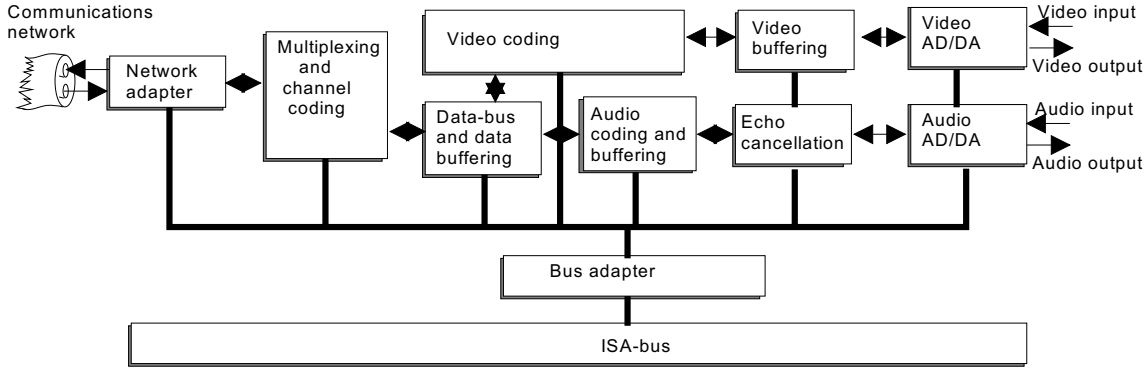 Communications
network
Network
adapter
Multiplexing
and
channel
coding
Video coding
Data-bus
and data
buffering
Audio
coding and
buffering
Video
buffering
Echo
cancellation
Video
AD/DA
Audio
AD/DA
Video input
Video output
Audio input
Audio output
Bus adapter
ISA-bus